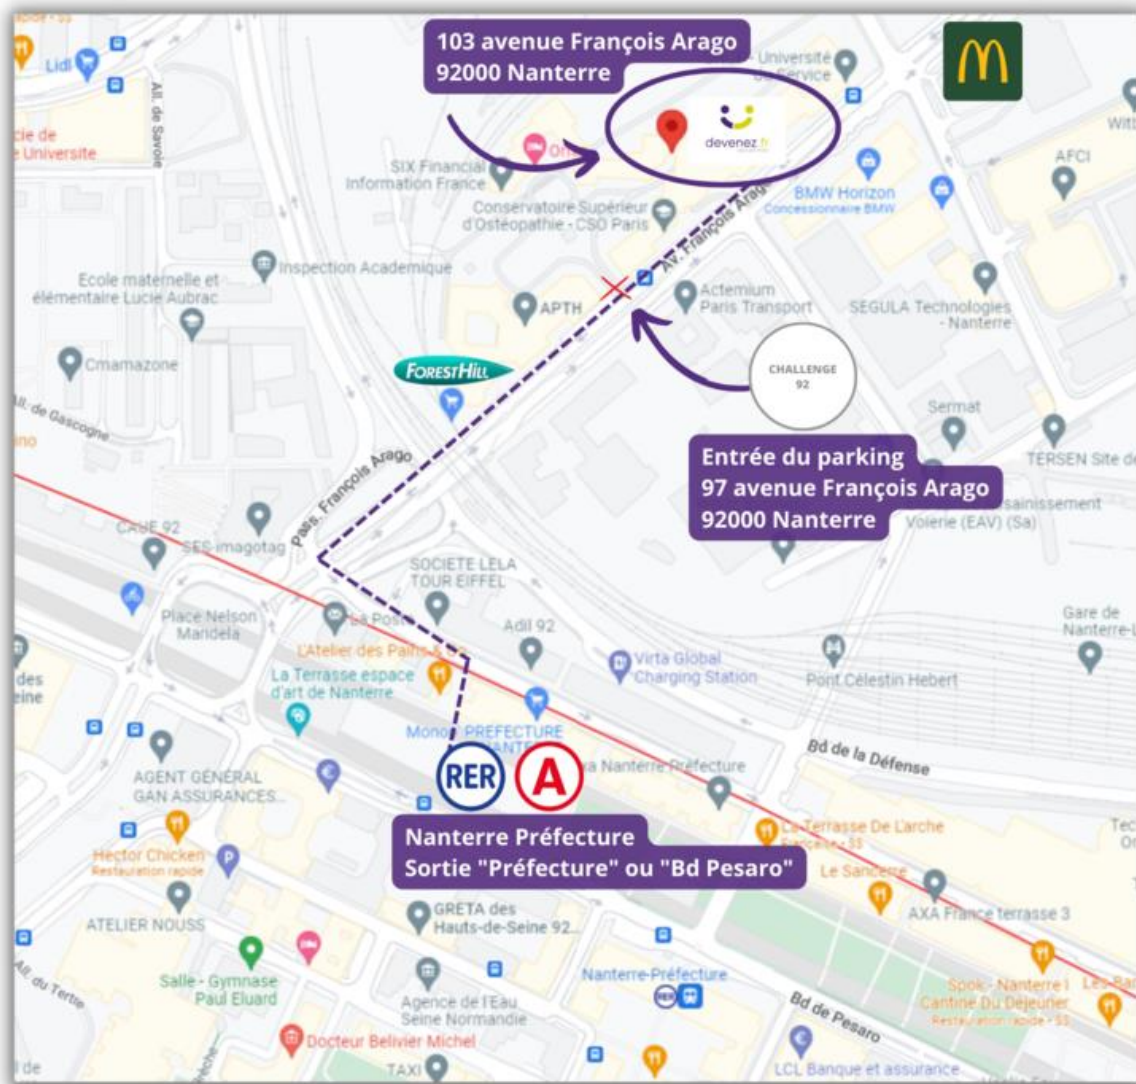 103 avenue François Arago
92000 Nanterre
Lidl
All. de Savoie
Université
Service
devenez.fr
SIX Financial
Information France
BMW Horizon
Concessionnaire BMW
AFCI
Conservatoire Supérieur
d'Ostéopathie - CSO Paris
Av. François Arago
Inspection Academique
Ecole maternelle et
élémentaire Lucie Aubrac
APTH
Actemium
Paris Transport
SEGULA Technologies
- Nanterre
Cmamazone
FORESTHILL
CHALLENGE
92
All. de Gascogne
Sermat
Pass. François Arago
Entrée du parking
97 avenue François Arago
92000 Nanterre
TERSEN Site de
Voierie (EAV) (Sa)
CAUE 92
SES-imagotag
SOCIETE LELA
TOUR EIFFEL
Place Nelson
Mandela
La Poste
Adil 92
Gare de
L'Atelier des Pains & Co
La Terrasse espace
d'art de Nanterre
Virta Global
Charging Station
Pont Célestin Hebert
PREFECTURE
Bd de la Défense
RER
A
Nanterre Préfecture
AGENT GÉNÉRAL
GAN ASSURANCES...
Nanterre Préfecture
Sortie "Préfecture" ou "Bd Pesaro"
La Terrasse De L'arche
Hector Chicken
Restauration rapide
P
Le Sancerre
ATELIER NOUSS
GRETA des
Hauts-de-Seine 92...
AXA France terrasse 3
Salle - Gymnase
Paul Eluard
Nanterre-Préfecture
Agence de l'Eau
Seine Normandie
Spok - Nanterre I
Cantine Du Déjeuner
Restauration rapide - $$
All. du Tertre
Bd de Pesaro
Docteur Belivier Michel
TAXI
LCL Banque et assurance